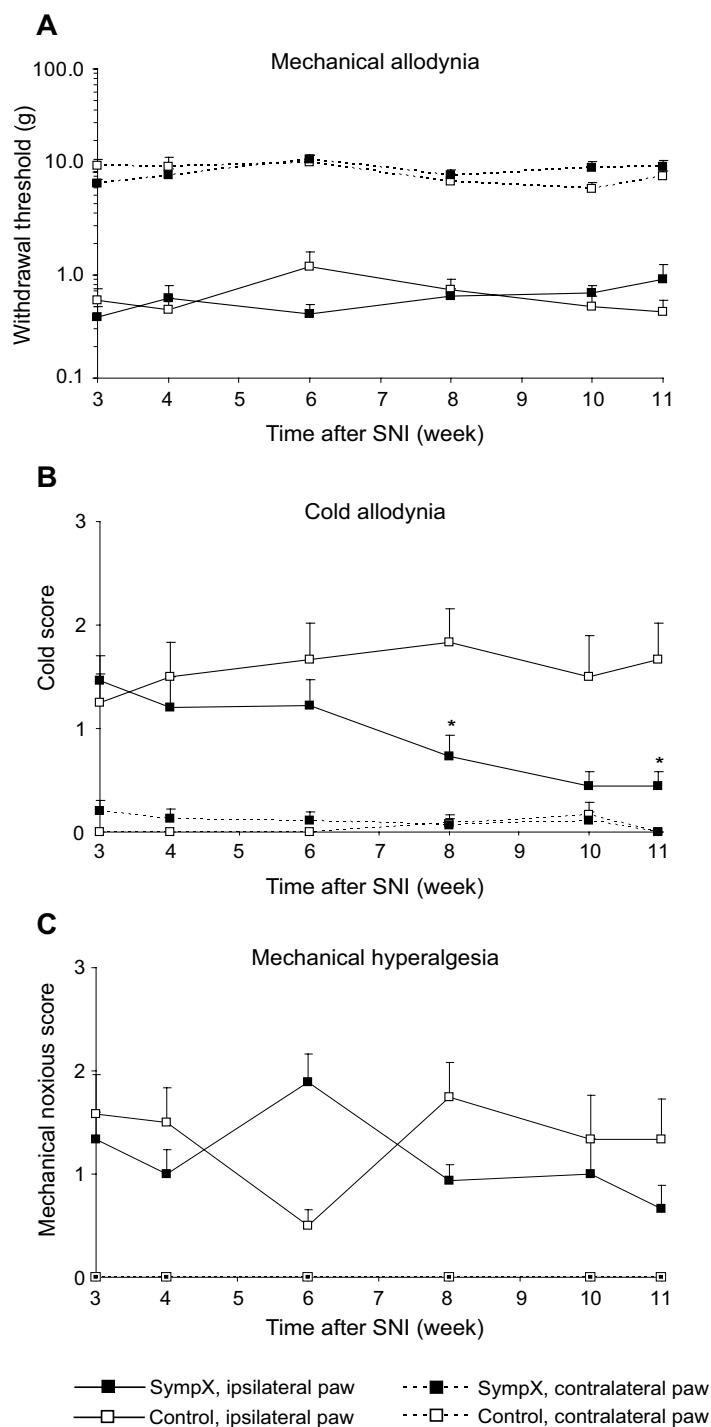 A
Mechanical allodynia
Withdrawal threshold (g)
100.0
10.0
1.0
0.1
3 4 5 6 7 8 9 10 11
Time after SNI (week)
B
Cold allodynia
Cold score
3
2
1
0
* *
3 4 5 6 7 8 9 10 11
Time after SNI (week)
C
Mechanical hyperalgesia
Mechanical noxious score
3
2
1
0
3 4 5 6 7 8 9 10 11
Time after SNI (week)
SympX, ipsilateral paw SympX, contralateral paw
Control, ipsilateral paw Control, contralateral paw